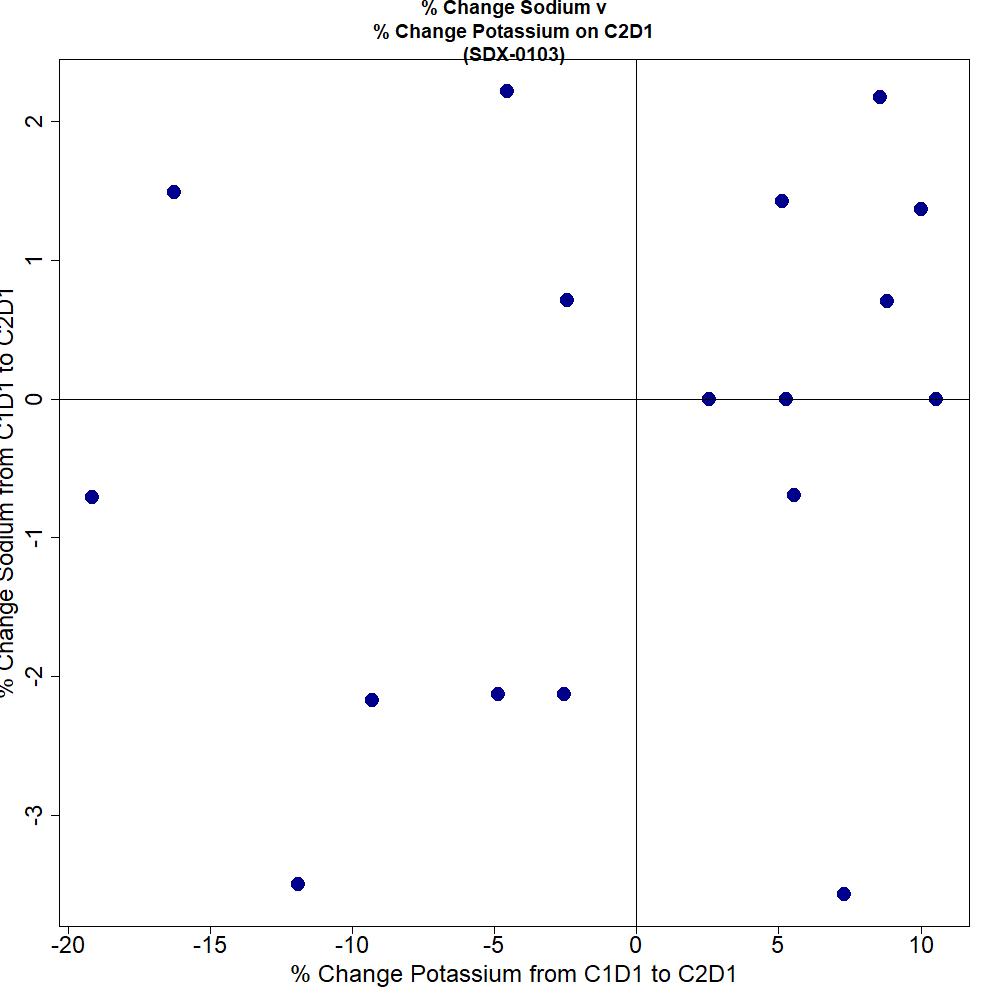 % Change Sodium v
% Change Potassium on C2D1
(SDX-0103)
2
1
0
-1
-2
-3
% Change Sodium from C1D1 to C2D1
-20 -15 -10 -5 0 5 10
% Change Potassium from C1D1 to C2D1